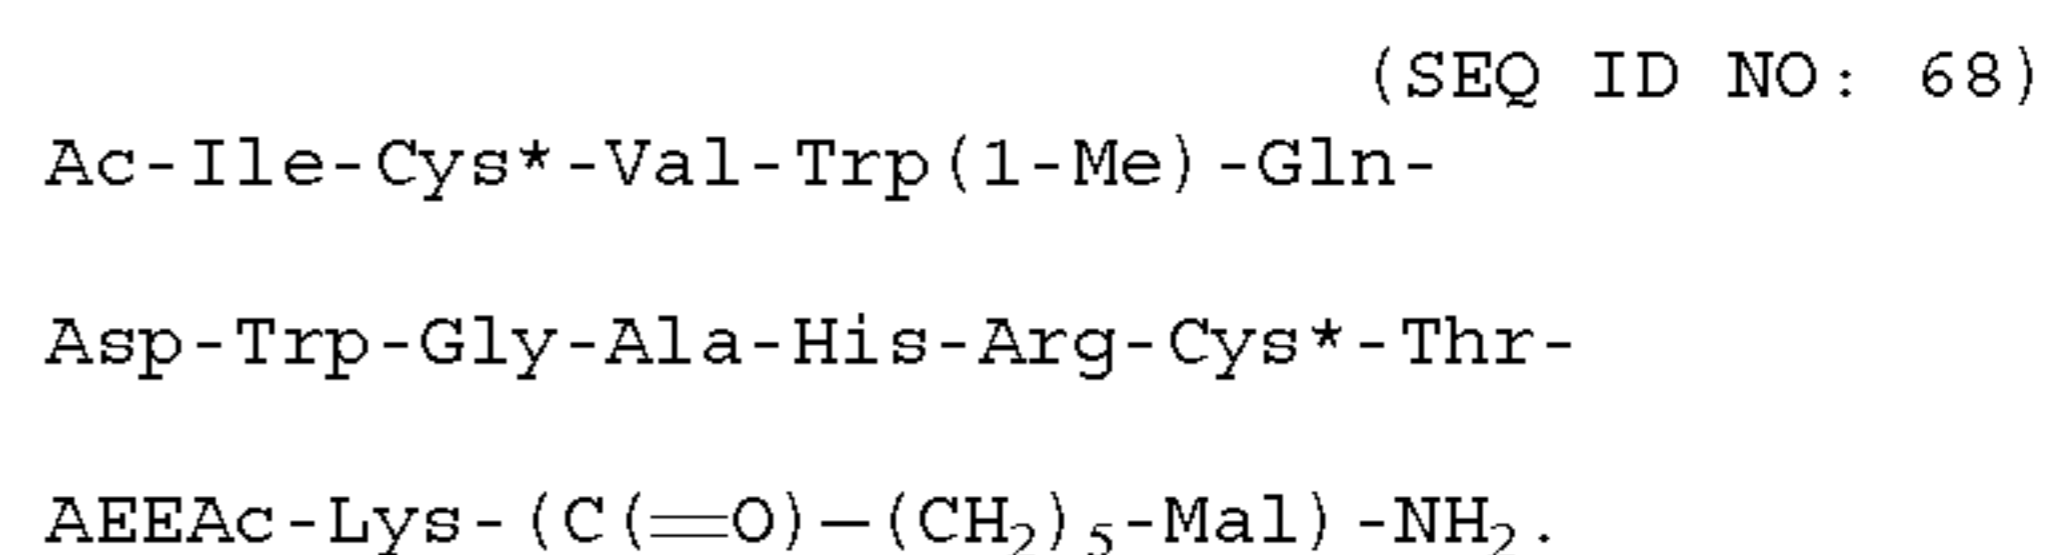 (SEQ ID NO: 68)
Ac-Ile-Cys*-Val-Trp(1-Me)-Gln-
Asp-Trp-Gly-Ala-His-Arg-Cys*-Thr-
AEEAc-Lys-(C(=O)—(CH₂)₅-Mal)-NH₂.